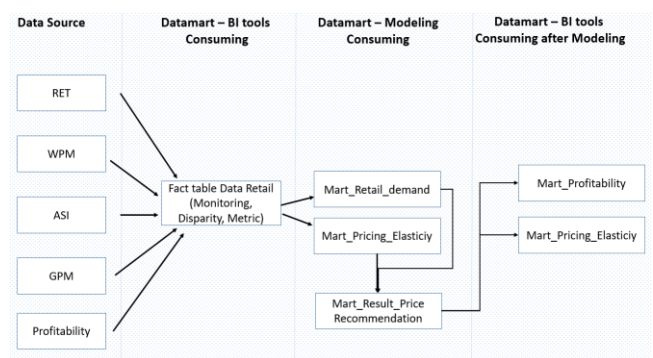 Data Source
Datamart – BI tools
Consuming
Datamart – Modeling
Consuming
Datamart – BI tools
Consuming after Modeling
RET
WPM
ASI
GPM
Profitability
Fact table Data Retail
(Monitoring,
Disparity, Metric)
Mart_Retail_demand
Mart_Pricing_Elasticiy
Mart_Result_Price
Recommendation
Mart_Profitability
Mart_Pricing_Elasticiy